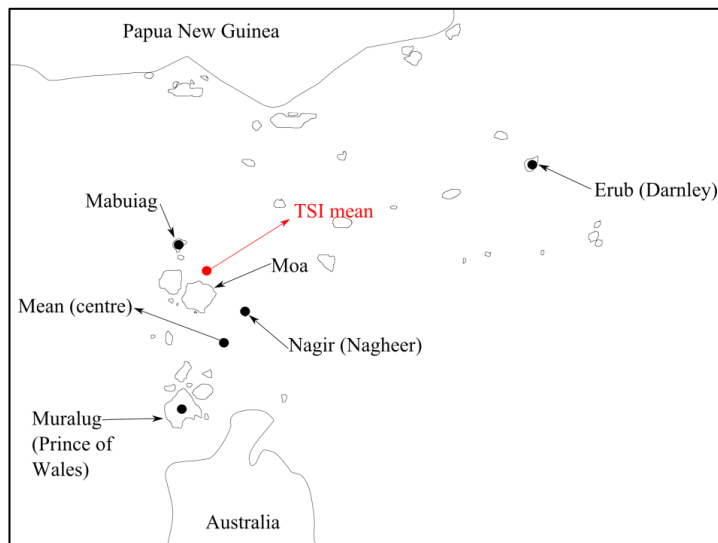 Papua New Guinea
Erub (Darnley)
Mabuiag
TSI mean
Moa
Mean (centre)
Nagir (Nagheer)
Muralug
(Prince of
Wales)
Australia